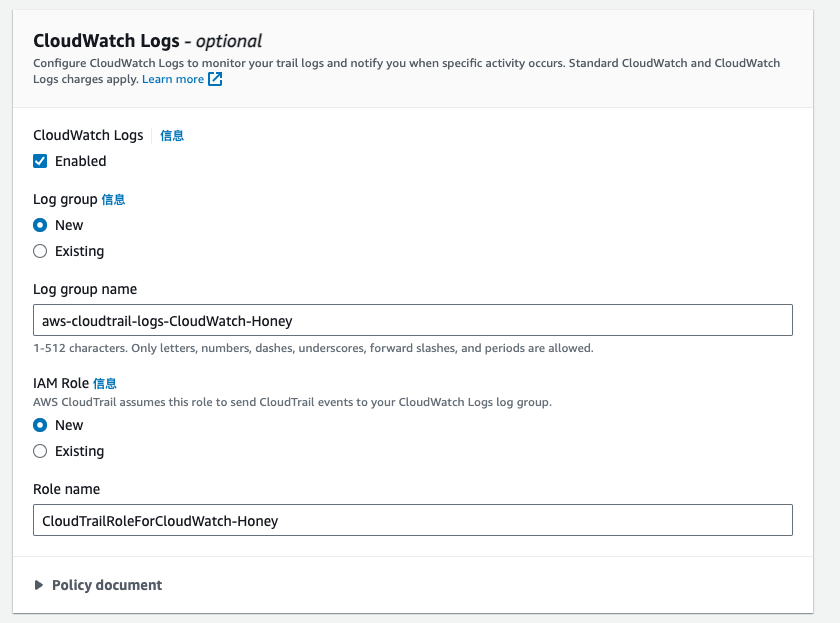 CloudWatch Logs - optional
Configure CloudWatch Logs to monitor your trail logs and notify you when specific activity occurs. Standard CloudWatch and CloudWatch
Logs charges apply. Learn more
CloudWatch Logs 信息
Enabled
Log group 信息
New
Existing
Log group name
aws-cloudtrail-logs-CloudWatch-Honey
1-512 characters. Only letters, numbers, dashes, underscores, forward slashes, and periods are allowed.
IAM Role 信息
AWS CloudTrail assumes this role to send CloudTrail events to your CloudWatch Logs log group.
New
Existing
Role name
CloudTrailRoleForCloudWatch-Honey
Policy document